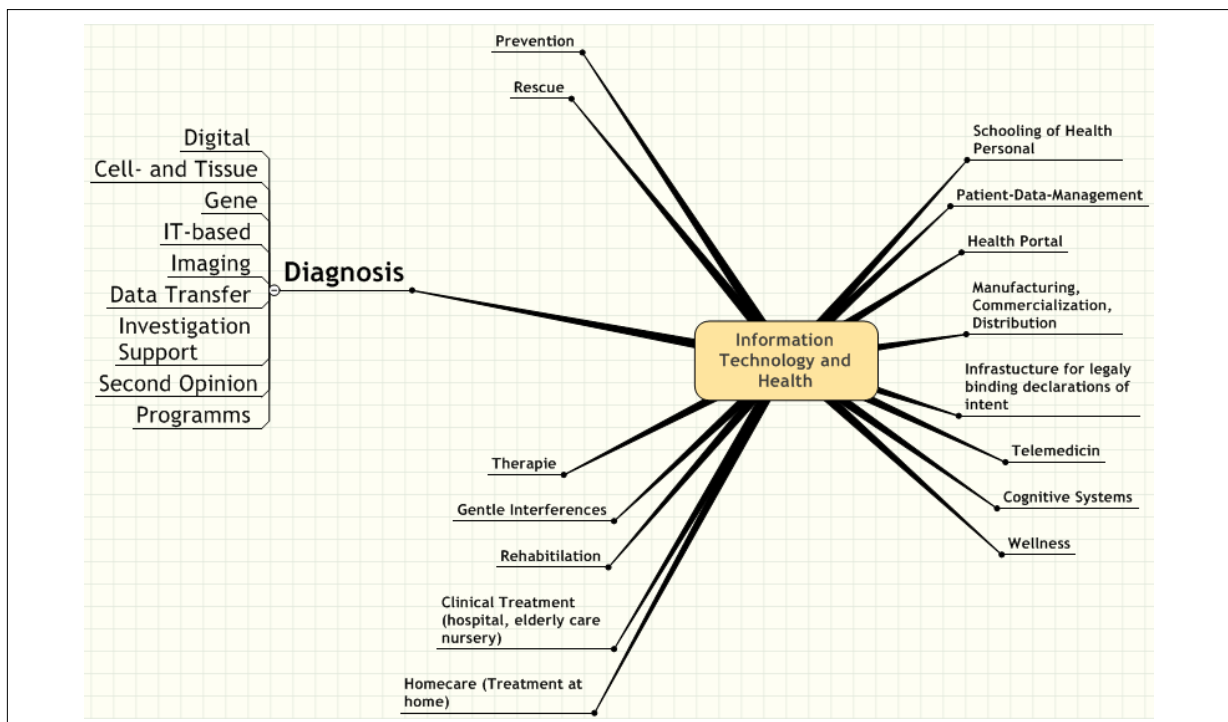 Prevention
Rescue
Digital
Cell- and Tissue
Gene
IT-based
Imaging
Data Transfer
Investigation
Support
Second Opinion
Programms
Diagnosis
Therapie
Gentle Interferences
Rehabitilation
Clinical Treatment
(hospital, elderly care
nursery)
Homecare (Treatment at
home)
Information
Technology and
Health
Schooling of Health
Personal
Patient-Data-Management
Health Portal
Manufacturing,
Commercialization,
Distribution
Infrastucture for legaly
binding declarations of
intent
Telemedicin
Cognitive Systems
Wellness